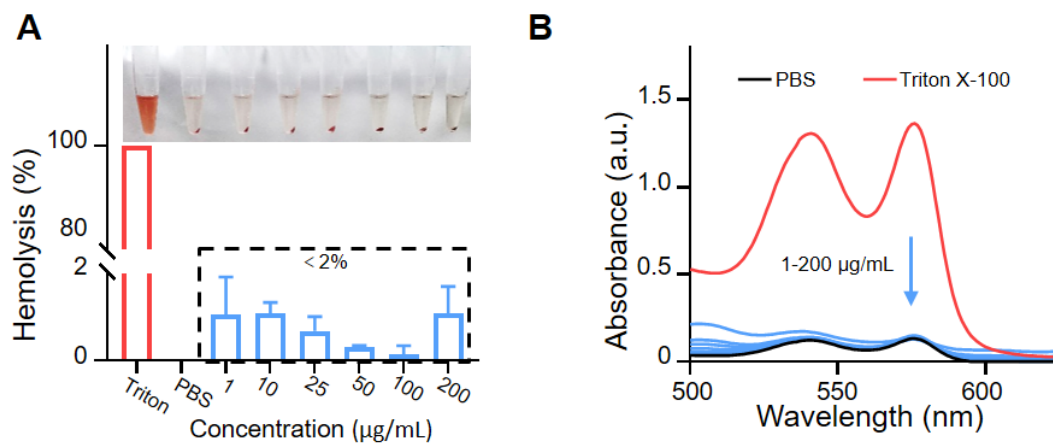 A
Hemolysis (%)
100
80
2
0
< 2%
Triton
PBS
1
10
25
50
100
200
Concentration (µg/mL)
B
Absorbance (a.u.)
PBS
Triton X-100
1.5
1.0
0.5
0.0
1-200 µg/mL
500
550
600
Wavelength (nm)